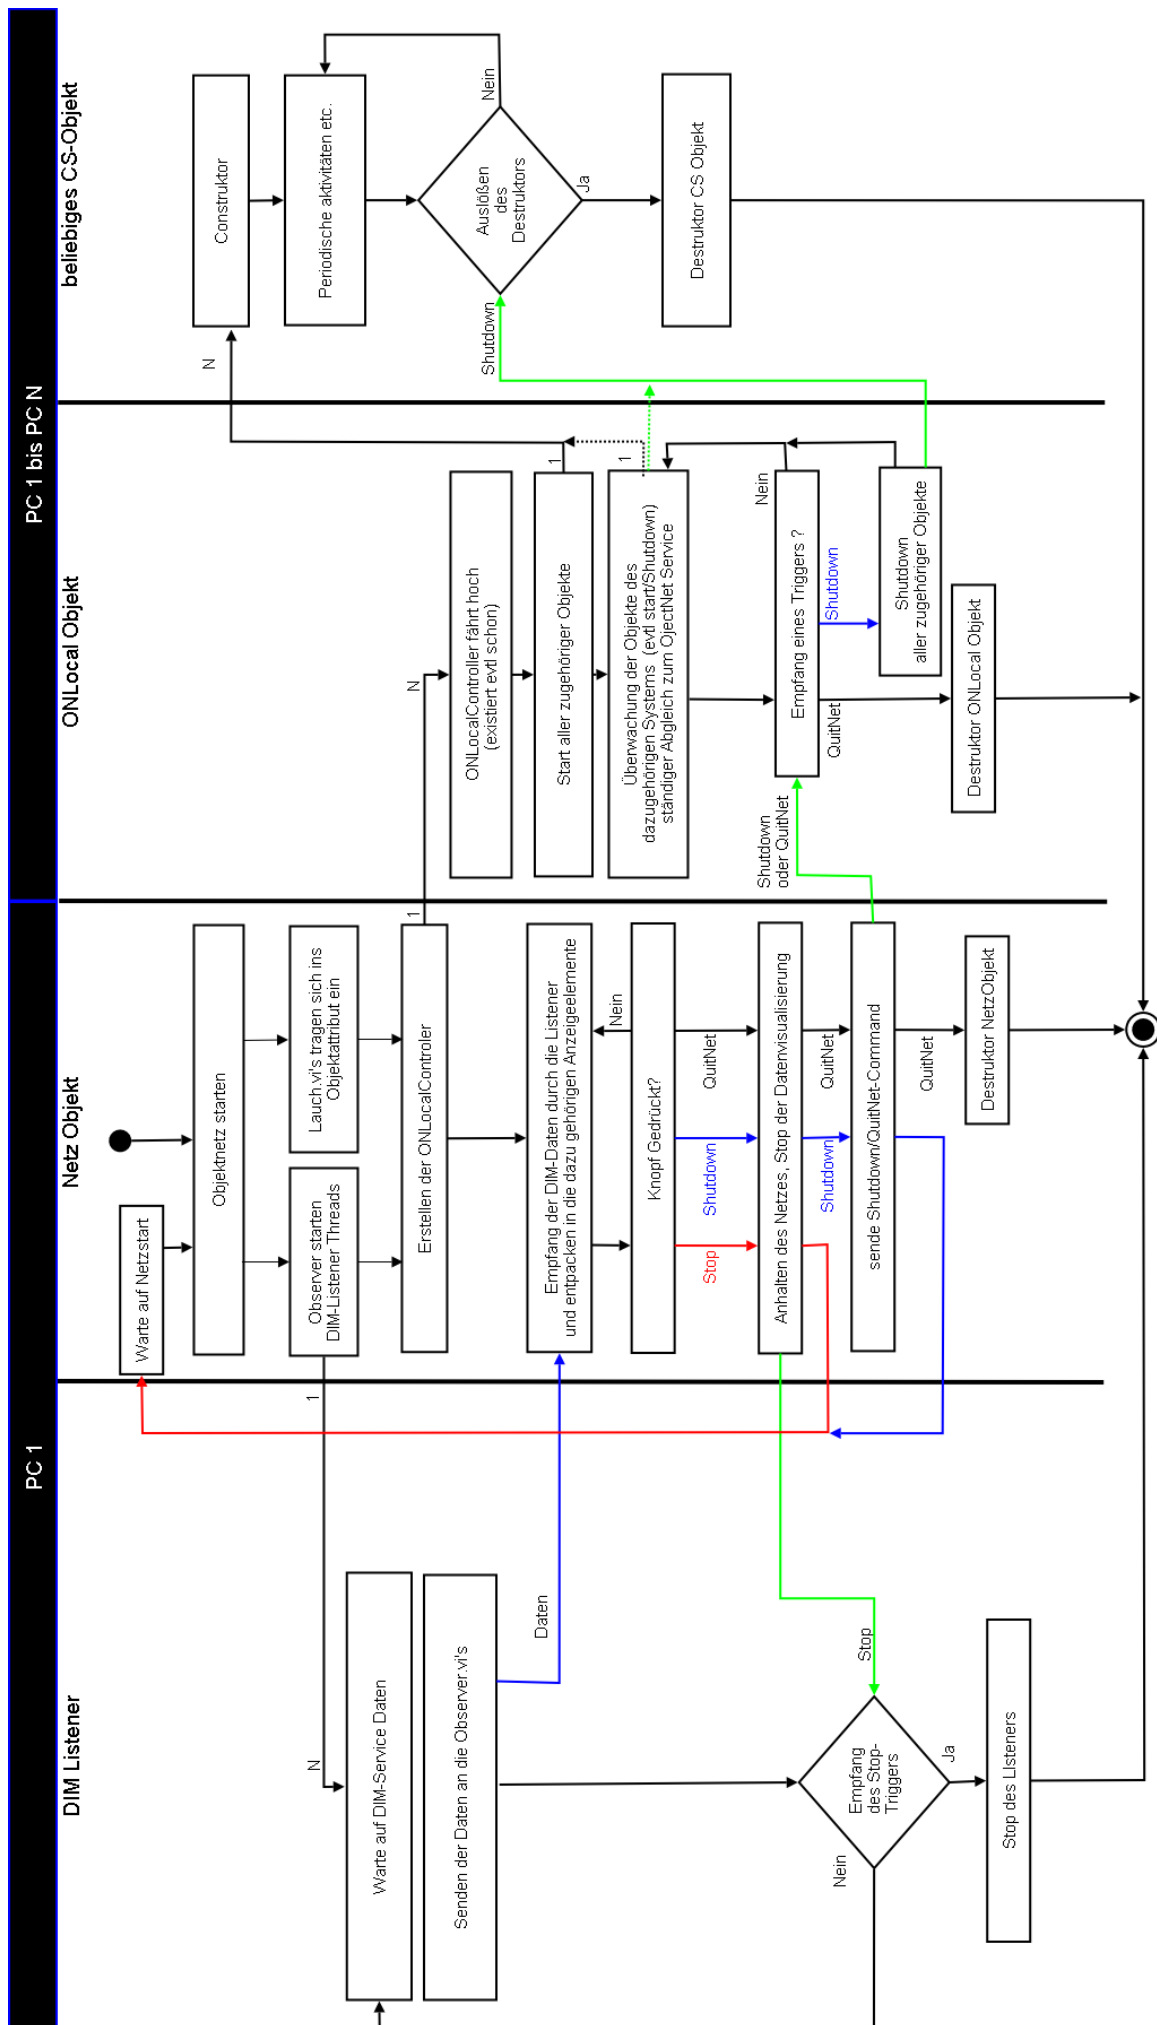 PC 1
PC 1 bis PC N
DIM Listener
Netz Objekt
ONLocal Objekt
beliebiges CS-Objekt
Warte auf DIM-Service Daten
Senden der Daten an die Observer.vi's
N
Daten
Stop
Empfang
des Stop-
Triggers
Nein
Ja
Stop des LIsteners
Warte auf Netzstart
Objektnetz starten
Observer starten
DIM-Listener Threads
Lauch.vi's tragen sich ins
Objektattribut ein
1
Erstellen der ONLocalControler
1
Empfang der DIM-Daten durch die Listener
und entpacken in die dazu gehörigen Anzeigeelemente
Nein
Knopf Gedrückt?
Stop
Shutdown
QuitNet
Anhalten des Netzes, Stop der Datenvisualisierung
Shutdown
QuitNet
sende Shutdown/QuitNet-Command
QuitNet
Destruktor NetzObjekt
N
ONLocalController fährt hoch
(existiert evtl schon)
Start aller zugehöriger Objekte
1
Überwachung der Objekte des
dazugehörigen Systems (evtl start/Shutdown)
ständiger Abgleich zum OjectNet Service
1
Shutdown
oder QuitNet
Empfang eines Triggers ?
Nein
QuitNet
Shutdown
Shutdown
aller zugehöriger Objekte
Destruktor ONLocal Objekt
N
Construktor
Periodische aktivitäten etc.
Shutdown
Auslößen
des
Destruktors
Nein
Ja
Destruktor CS Objekt